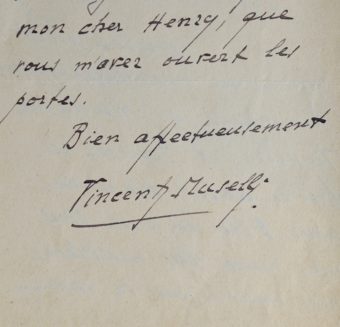 mon cher Henry, que
vous m'avez ouvert les
portes.
Bien affectueusement
Vincent Muselli